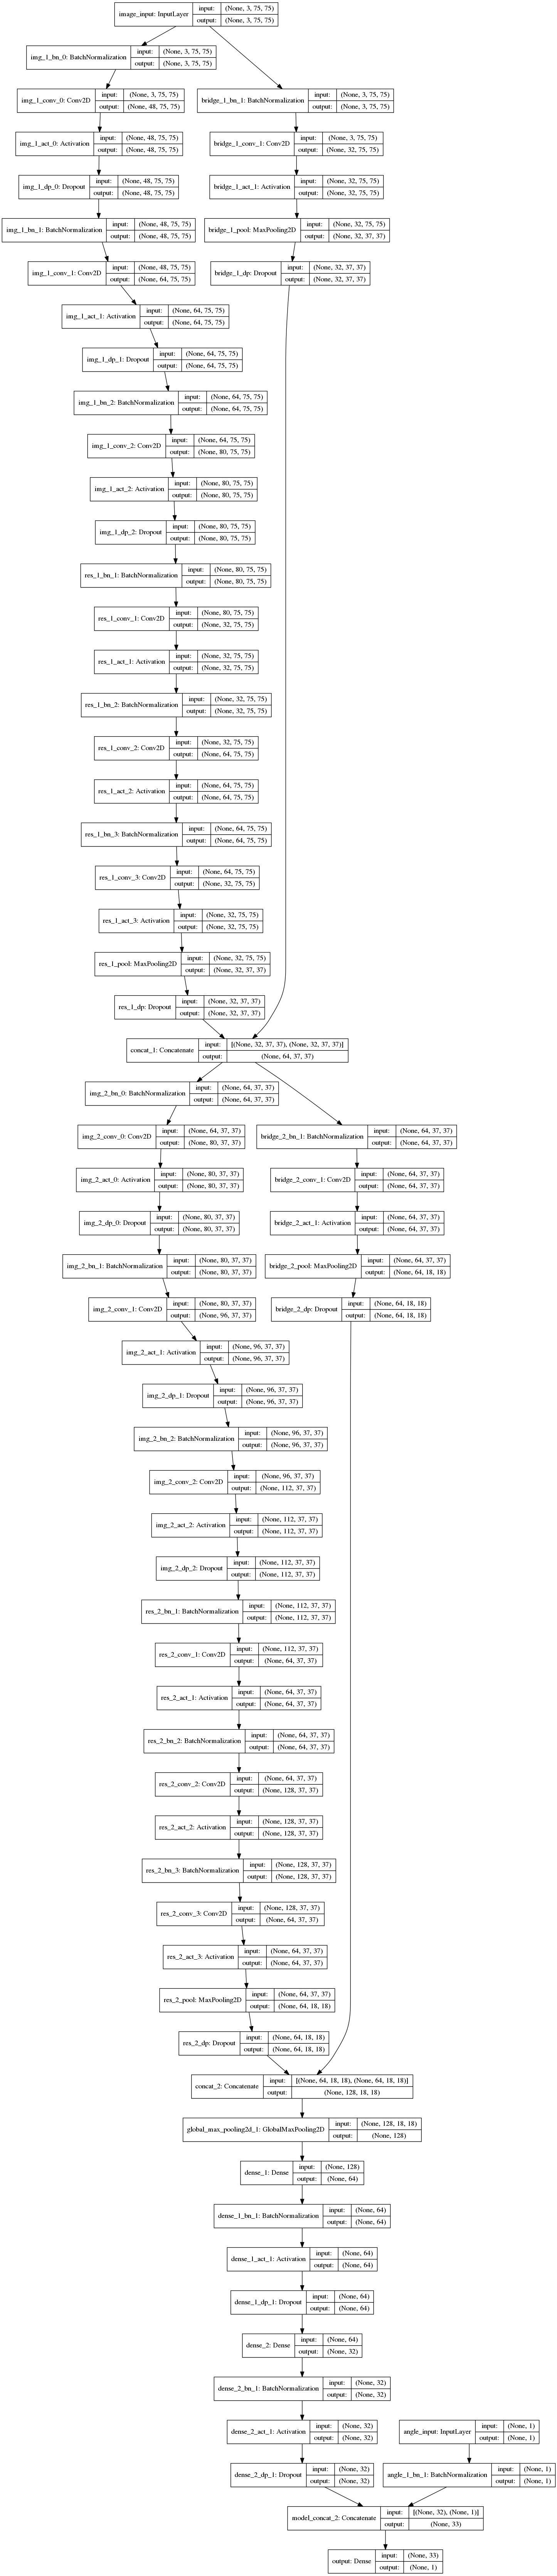 image_input: InputLayer input: (None, 3, 75, 75)
output: (None, 3, 75, 75)
img_1_bn_0: BatchNormalization input: (None, 3, 75, 75)
output: (None, 3, 75, 75)
img_1_conv_0: Conv2D input: (None, 3, 75, 75)
output: (None, 48, 75, 75)
bridge_1_bn_1: BatchNormalization input: (None, 3, 75, 75)
output: (None, 3, 75, 75)
img_1_act_0: Activation input: (None, 48, 75, 75)
output: (None, 48, 75, 75)
bridge_1_conv_1: Conv2D input: (None, 3, 75, 75)
output: (None, 32, 75, 75)
img_1_dp_0: Dropout input: (None, 48, 75, 75)
output: (None, 48, 75, 75)
bridge_1_act_1: Activation input: (None, 32, 75, 75)
output: (None, 32, 75, 75)
img_1_bn_1: BatchNormalization input: (None, 48, 75, 75)
output: (None, 48, 75, 75)
bridge_1_pool: MaxPooling2D input: (None, 32, 75, 75)
output: (None, 32, 37, 37)
img_1_conv_1: Conv2D input: (None, 48, 75, 75)
output: (None, 64, 75, 75)
bridge_1_dp: Dropout input: (None, 32, 37, 37)
output: (None, 32, 37, 37)
img_1_act_1: Activation input: (None, 64, 75, 75)
output: (None, 64, 75, 75)
img_1_dp_1: Dropout input: (None, 64, 75, 75)
output: (None, 64, 75, 75)
img_1_bn_2: BatchNormalization input: (None, 64, 75, 75)
output: (None, 64, 75, 75)
img_1_conv_2: Conv2D input: (None, 64, 75, 75)
output: (None, 80, 75, 75)
img_1_act_2: Activation input: (None, 80, 75, 75)
output: (None, 80, 75, 75)
img_1_dp_2: Dropout input: (None, 80, 75, 75)
output: (None, 80, 75, 75)
res_1_bn_1: BatchNormalization input: (None, 80, 75, 75)
output: (None, 80, 75, 75)
res_1_conv_1: Conv2D input: (None, 80, 75, 75)
output: (None, 32, 75, 75)
res_1_act_1: Activation input: (None, 32, 75, 75)
output: (None, 32, 75, 75)
res_1_bn_2: BatchNormalization input: (None, 32, 75, 75)
output: (None, 32, 75, 75)
res_1_conv_2: Conv2D input: (None, 32, 75, 75)
output: (None, 64, 75, 75)
res_1_act_2: Activation input: (None, 64, 75, 75)
output: (None, 64, 75, 75)
res_1_bn_3: BatchNormalization input: (None, 64, 75, 75)
output: (None, 64, 75, 75)
res_1_conv_3: Conv2D input: (None, 64, 75, 75)
output: (None, 32, 75, 75)
res_1_act_3: Activation input: (None, 32, 75, 75)
output: (None, 32, 75, 75)
res_1_pool: MaxPooling2D input: (None, 32, 75, 75)
output: (None, 32, 37, 37)
res_1_dp: Dropout input: (None, 32, 37, 37)
output: (None, 32, 37, 37)
concat_1: Concatenate input: [(None, 32, 37, 37), (None, 32, 37, 37)]
output: (None, 64, 37, 37)
img_2_bn_0: BatchNormalization input: (None, 64, 37, 37)
output: (None, 64, 37, 37)
img_2_conv_0: Conv2D input: (None, 64, 37, 37)
output: (None, 80, 37, 37)
bridge_2_bn_1: BatchNormalization input: (None, 64, 37, 37)
output: (None, 64, 37, 37)
img_2_act_0: Activation input: (None, 80, 37, 37)
output: (None, 80, 37, 37)
bridge_2_conv_1: Conv2D input: (None, 64, 37, 37)
output: (None, 64, 37, 37)
img_2_dp_0: Dropout input: (None, 80, 37, 37)
output: (None, 80, 37, 37)
bridge_2_act_1: Activation input: (None, 64, 37, 37)
output: (None, 64, 37, 37)
img_2_bn_1: BatchNormalization input: (None, 80, 37, 37)
output: (None, 80, 37, 37)
bridge_2_pool: MaxPooling2D input: (None, 64, 37, 37)
output: (None, 64, 18, 18)
img_2_conv_1: Conv2D input: (None, 80, 37, 37)
output: (None, 96, 37, 37)
bridge_2_dp: Dropout input: (None, 64, 18, 18)
output: (None, 64, 18, 18)
img_2_act_1: Activation input: (None, 96, 37, 37)
output: (None, 96, 37, 37)
img_2_dp_1: Dropout input: (None, 96, 37, 37)
output: (None, 96, 37, 37)
img_2_bn_2: BatchNormalization input: (None, 96, 37, 37)
output: (None, 96, 37, 37)
img_2_conv_2: Conv2D input: (None, 96, 37, 37)
output: (None, 112, 37, 37)
img_2_act_2: Activation input: (None, 112, 37, 37)
output: (None, 112, 37, 37)
img_2_dp_2: Dropout input: (None, 112, 37, 37)
output: (None, 112, 37, 37)
res_2_bn_1: BatchNormalization input: (None, 112, 37, 37)
output: (None, 112, 37, 37)
res_2_conv_1: Conv2D input: (None, 112, 37, 37)
output: (None, 64, 37, 37)
res_2_act_1: Activation input: (None, 64, 37, 37)
output: (None, 64, 37, 37)
res_2_bn_2: BatchNormalization input: (None, 64, 37, 37)
output: (None, 64, 37, 37)
res_2_conv_2: Conv2D input: (None, 64, 37, 37)
output: (None, 128, 37, 37)
res_2_act_2: Activation input: (None, 128, 37, 37)
output: (None, 128, 37, 37)
res_2_bn_3: BatchNormalization input: (None, 128, 37, 37)
output: (None, 128, 37, 37)
res_2_conv_3: Conv2D input: (None, 128, 37, 37)
output: (None, 64, 37, 37)
res_2_act_3: Activation input: (None, 64, 37, 37)
output: (None, 64, 37, 37)
res_2_pool: MaxPooling2D input: (None, 64, 37, 37)
output: (None, 64, 18, 18)
res_2_dp: Dropout input: (None, 64, 18, 18)
output: (None, 64, 18, 18)
concat_2: Concatenate input: [(None, 64, 18, 18), (None, 64, 18, 18)]
output: (None, 128, 18, 18)
global_max_pooling2d_1: GlobalMaxPooling2D input: (None, 128, 18, 18)
output: (None, 128)
dense_1: Dense input: (None, 128)
output: (None, 64)
dense_1_bn_1: BatchNormalization input: (None, 64)
output: (None, 64)
dense_1_act_1: Activation input: (None, 64)
output: (None, 64)
dense_1_dp_1: Dropout input: (None, 64)
output: (None, 64)
dense_2: Dense input: (None, 64)
output: (None, 32)
dense_2_bn_1: BatchNormalization input: (None, 32)
output: (None, 32)
dense_2_act_1: Activation input: (None, 32)
output: (None, 32)
angle_input: InputLayer input: (None, 1)
output: (None, 1)
dense_2_dp_1: Dropout input: (None, 32)
output: (None, 32)
angle_1_bn_1: BatchNormalization input: (None, 1)
output: (None, 1)
model_concat_2: Concatenate input: [(None, 32), (None, 1)]
output: (None, 33)
output: Dense input: (None, 33)
output: (None, 1)